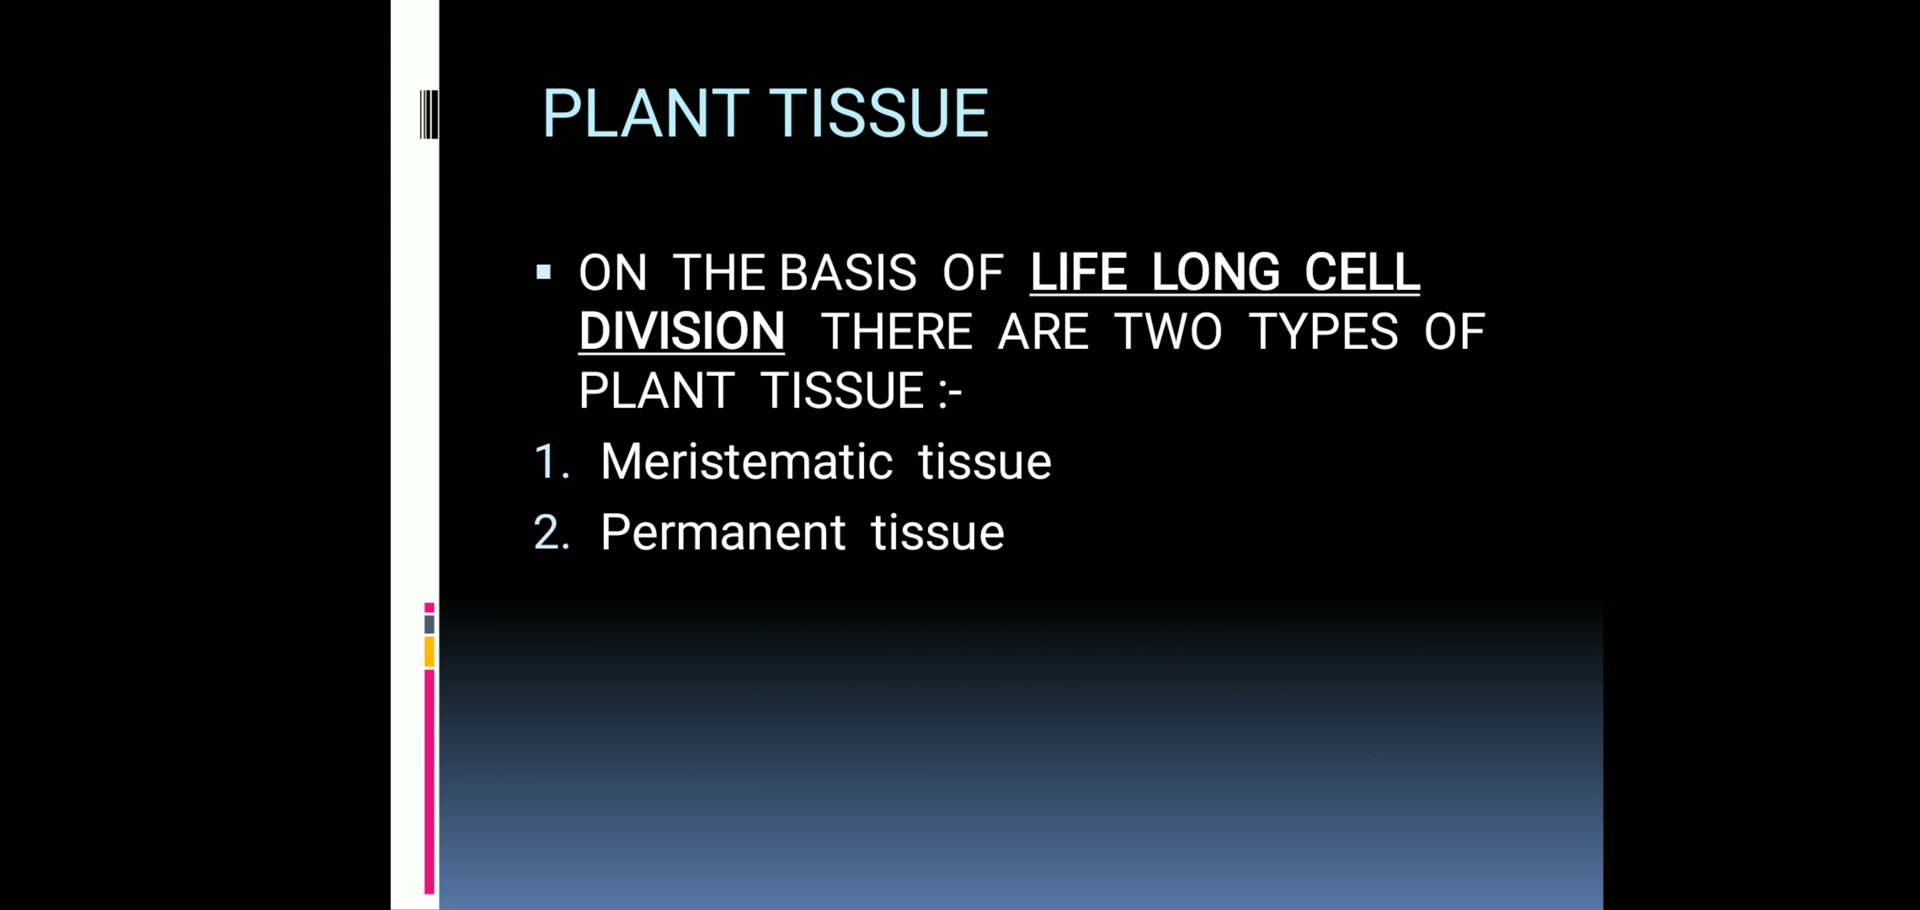 PLANT TISSUE
▪ ON THE BASIS OF LIFE LONG CELL
DIVISION THERE ARE TWO TYPES OF
PLANT TISSUE :-
1. Meristematic tissue
2. Permanent tissue